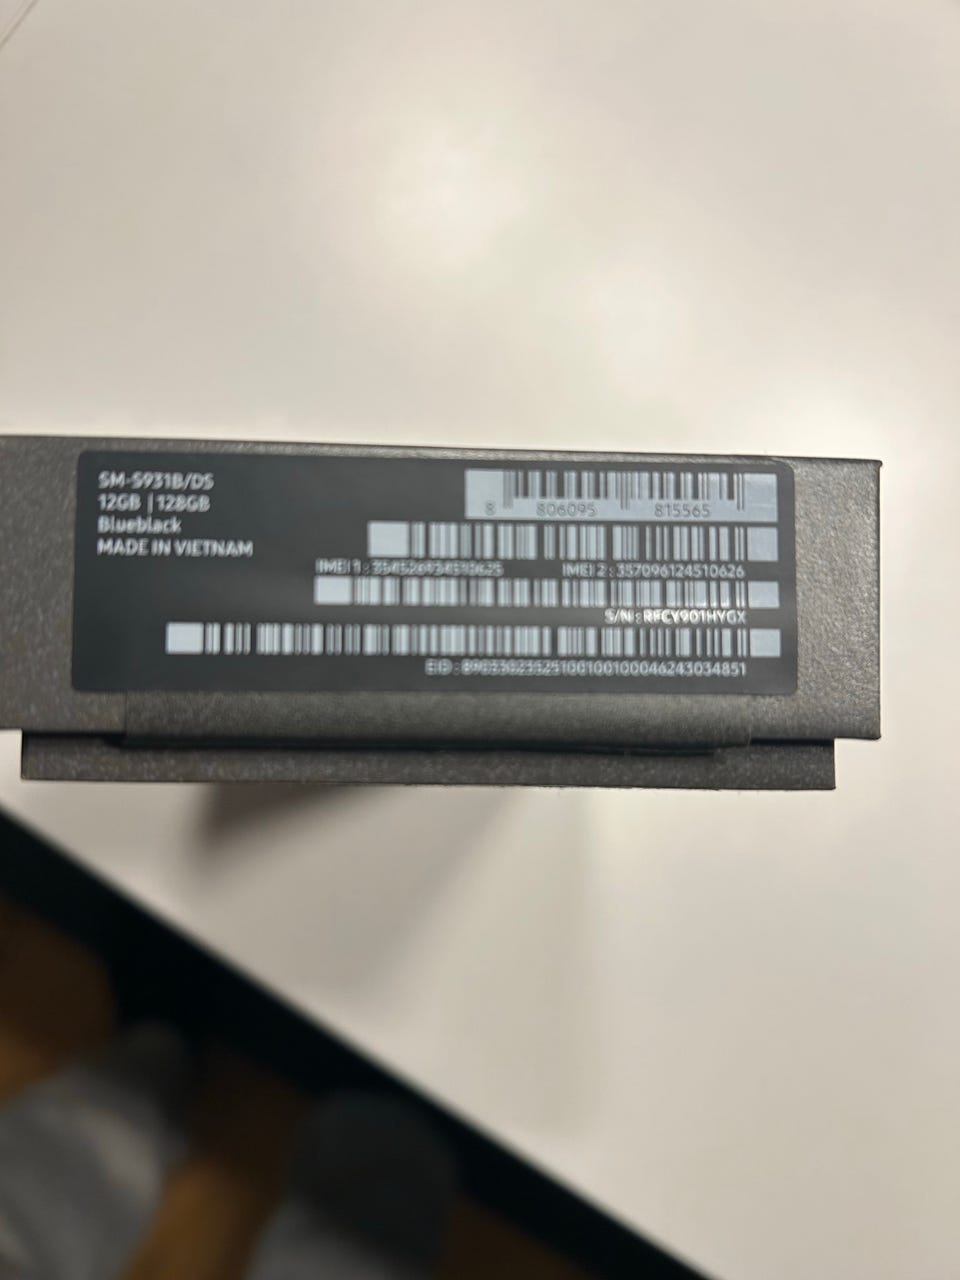 SM-S931B/DS
12GB | 128GB
Blueblack
MADE IN VIETNAM
8 806095 815565
IMEI 1 : IMEI 2 : 357096124510626
S/N : RFCY901HYGX
EID :